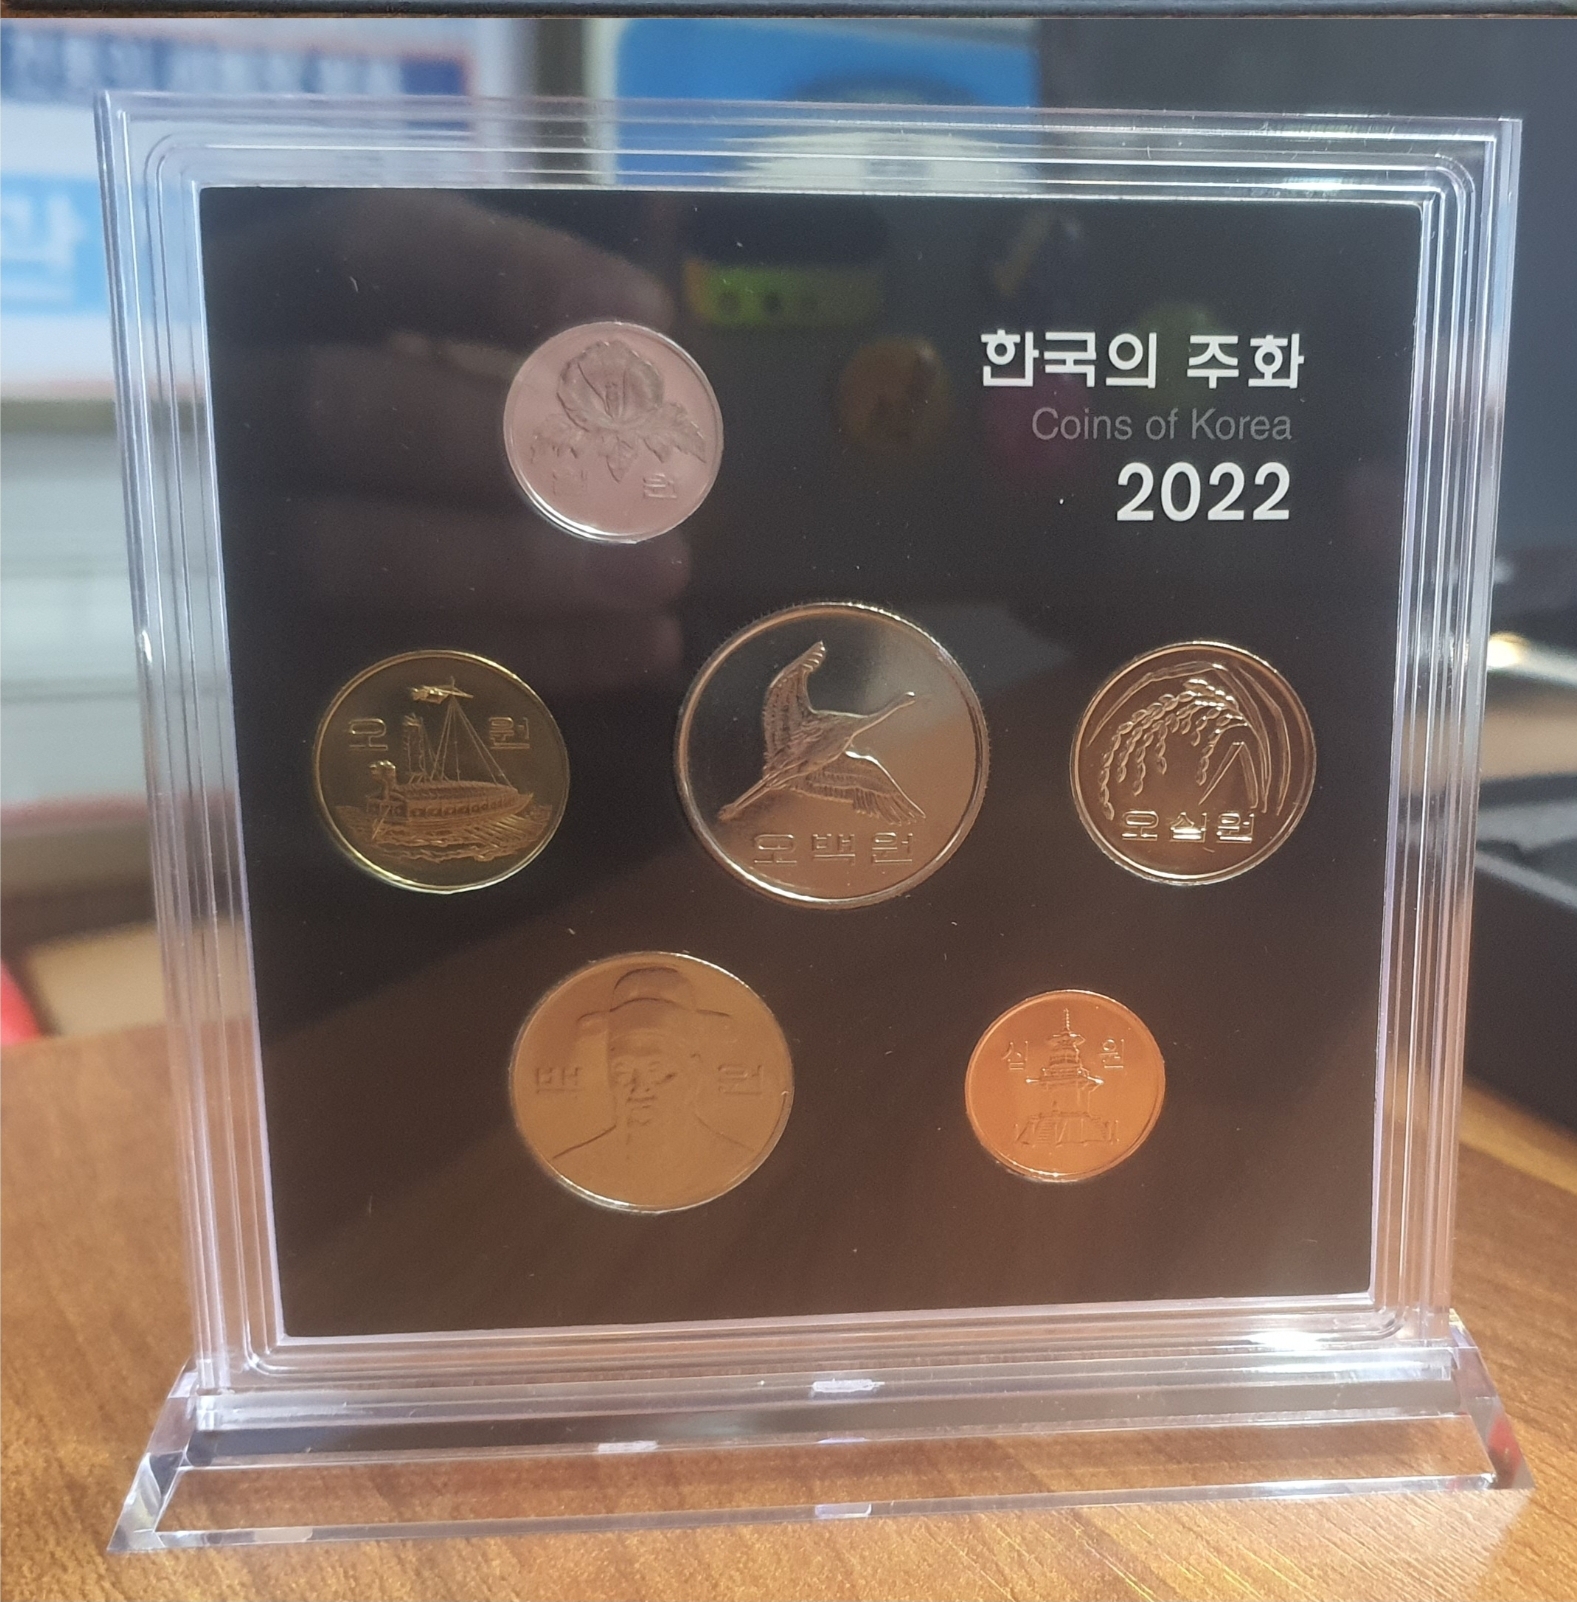 한국의 주화
Coins of Korea
2022
일 원
오 원
오백원
오십원
백 원
십 원